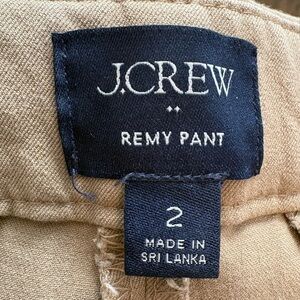 J.CREW
REMY PANT
2
MADE IN
SRI LANKA